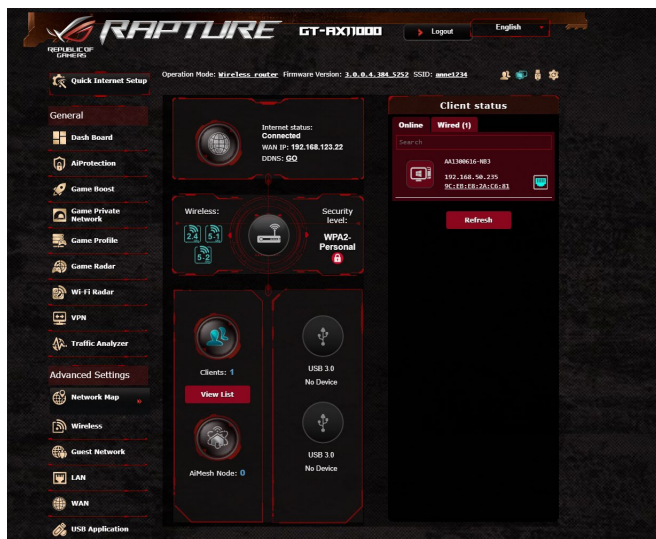 REPUBLIC OF
GAMERS
RAPTURE
GT-AX11000
Logout
English
Quick Internet Setup
Operation Mode: Wireless router Firmware Version: 3.0.0.4.384_5252 SSID: anne1234
General
Dash Board
AiProtection
Game Boost
Game Private
Network
Game Profile
Game Radar
Wi-Fi Radar
VPN
Traffic Analyzer
Advanced Settings
Network Map
Wireless
Guest Network
LAN
WAN
USB Application
Internet status:
Connected
WAN IP: 192.168.123.22
DDNS: GO
Wireless:
2.4
5-1
5-2
Security
level:
WPA2-
Personal
Clients: 1
View List
AiMesh Node: 0
USB 3.0
No Device
USB 3.0
No Device
Client status
Online
Wired (1)
Search
AA1300616-NB3
192.168.50.235
9C:EB:E8:2A:C6:81
Refresh